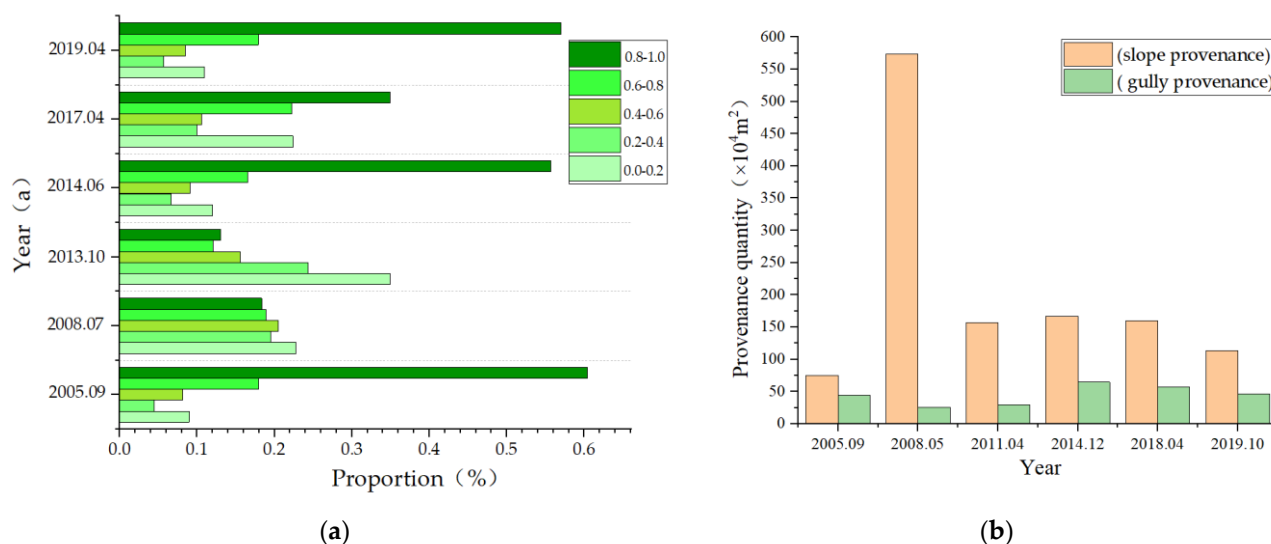 2019.04
2017.04
2014.06
2013.10
2008.07
2005.09
Year（a）
0.8-1.0
0.6-0.8
0.4-0.6
0.2-0.4
0.0-0.2
0.0 0.1 0.2 0.3 0.4 0.5 0.6
Proportion（%）
(a)
600
550
500
450
400
350
300
250
200
150
100
50
0
Provenance quantity（×10⁴m²）
(slope provenance)
( gully provenance)
2005.09 2008.05 2011.04 2014.12 2018.04 2019.10
Year
(b)